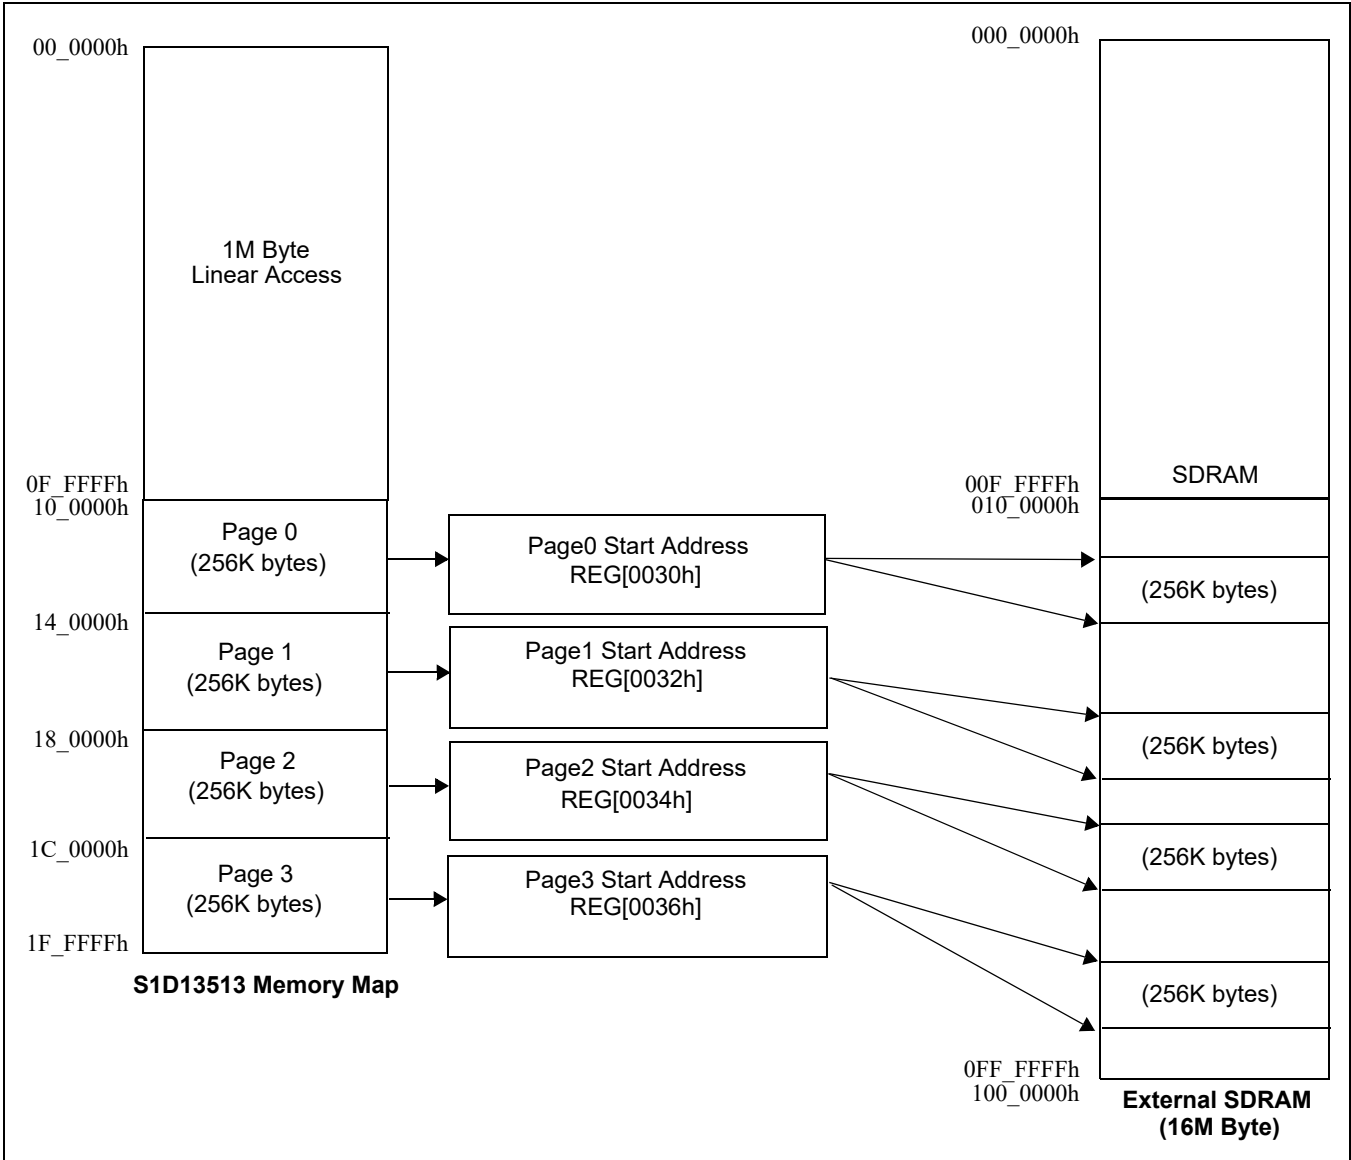 00_0000h
000_0000h
1M Byte
Linear Access
0F_FFFFh
10_0000h
SDRAM
00F_FFFFh
010_0000h
Page 0
(256K bytes)
Page0 Start Address
REG[0030h]
(256K bytes)
14_0000h
Page 1
(256K bytes)
Page1 Start Address
REG[0032h]
(256K bytes)
18_0000h
Page 2
(256K bytes)
Page2 Start Address
REG[0034h]
(256K bytes)
1C_0000h
Page 3
(256K bytes)
Page3 Start Address
REG[0036h]
(256K bytes)
1F_FFFFh
S1D13513 Memory Map
0FF_FFFFh
100_0000h
External SDRAM
(16M Byte)